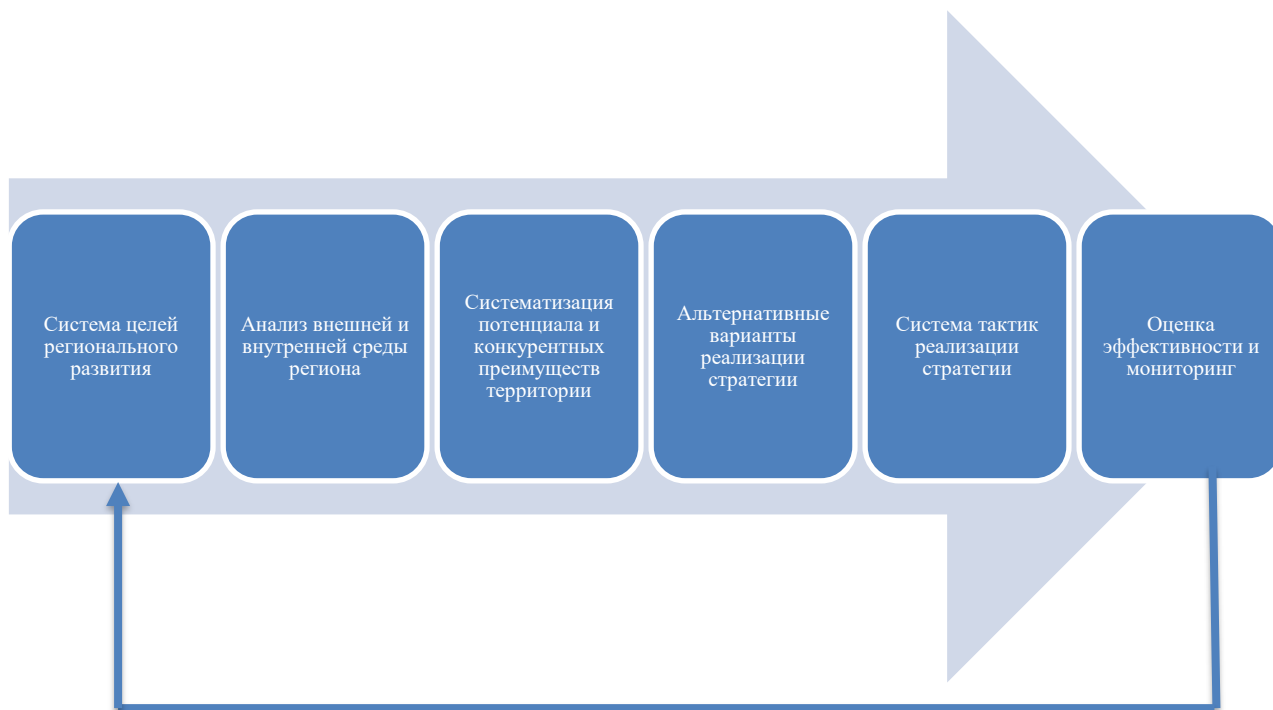 Система целей
регионального
развития
Анализ внешней и
внутренней среды
региона
Систематизация
потенциала и
конкурентных
преимуществ
территории
Альтернативные
варианты
реализации
стратегии
Система тактик
реализации
стратегии
Оценка
эффективности и
мониторинг